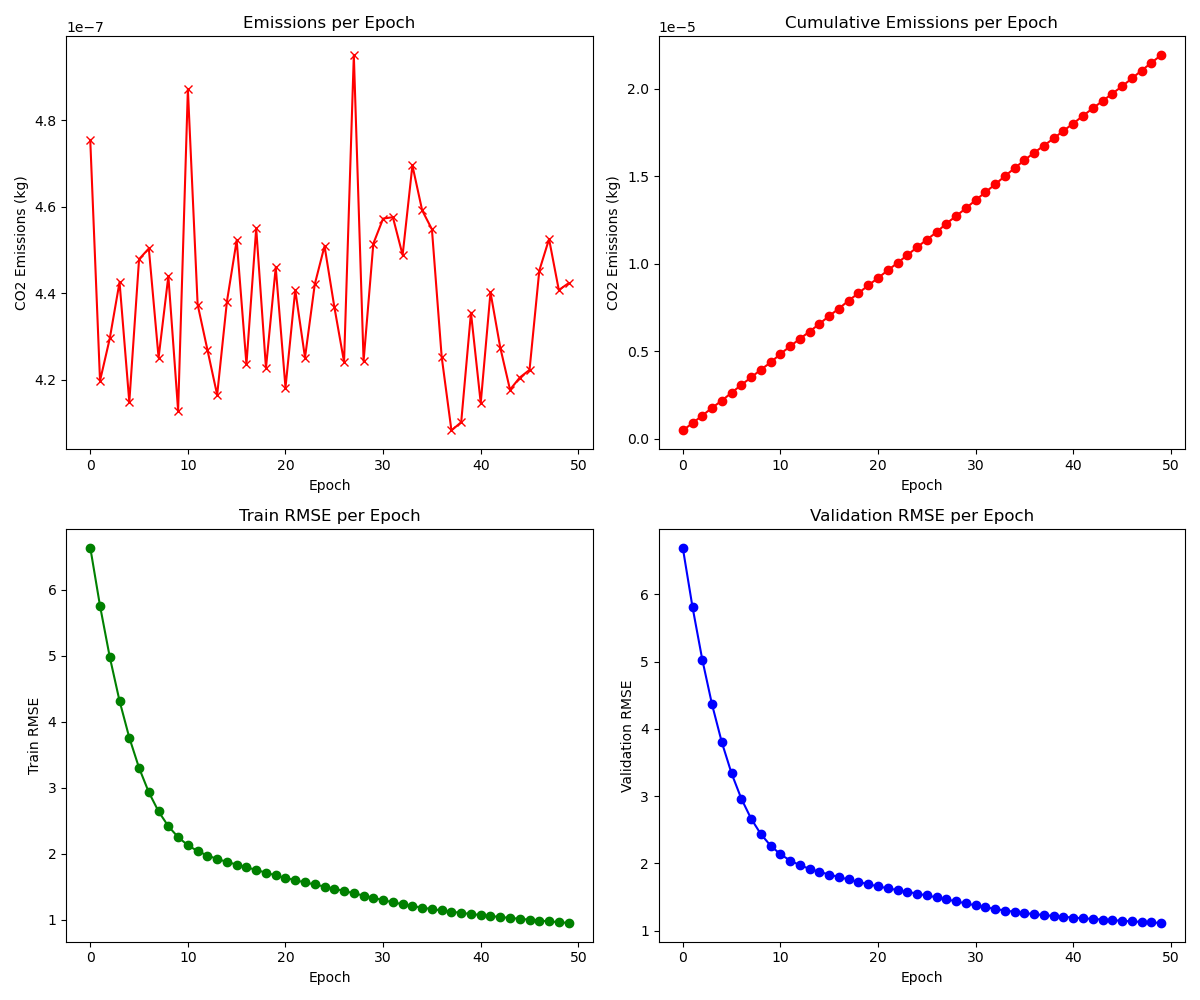 Emissions per Epoch
1e−7
4.8
4.6
4.4
4.2
CO2 Emissions (kg)
0 10 20 30 40 50
Epoch
Cumulative Emissions per Epoch
1e−5
2.0
1.5
1.0
0.5
0.0
CO2 Emissions (kg)
0 10 20 30 40 50
Epoch
Train RMSE per Epoch
6
5
4
3
2
1
Train RMSE
0 10 20 30 40 50
Epoch
Validation RMSE per Epoch
6
5
4
3
2
1
Validation RMSE
0 10 20 30 40 50
Epoch